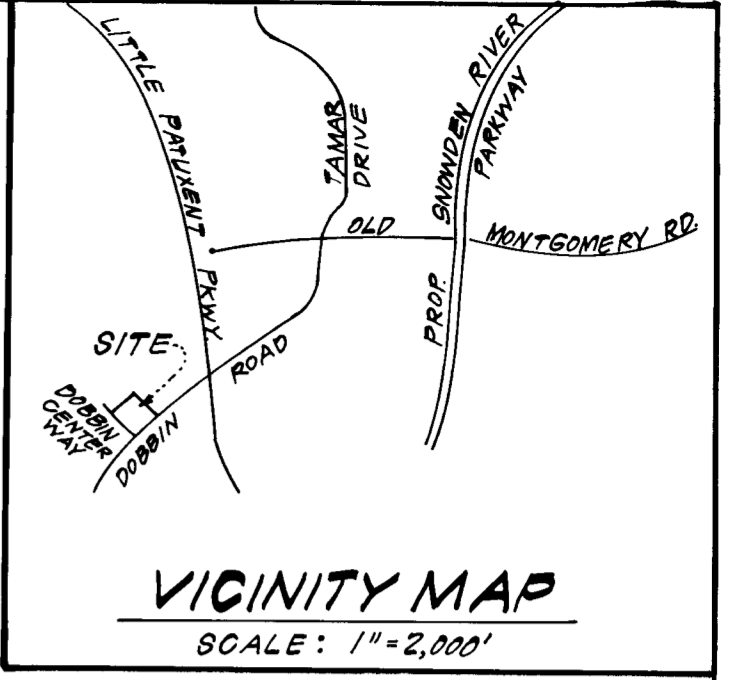 LITTLE PATUXENT PKWY
TAMAR
DRIVE
SNOWDEN RIVER
PARKWAY
OLD
MONTGOMERY RD.
PROP.
SITE
ROAD
DOBBIN
CENTER
WAY
DOBBIN
VICINITY MAP
SCALE: 1"=2,000'